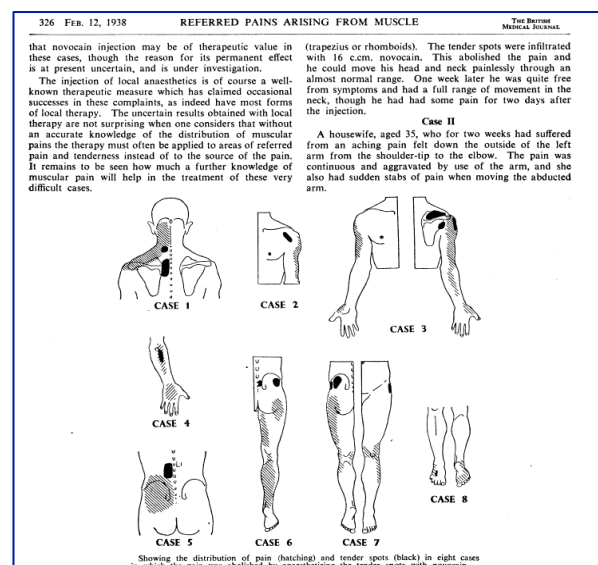 326 FEB. 12, 1938
REFERRED PAINS ARISING FROM MUSCLE
THE BRITISH
MEDICAL JOURNAL
that novocain injection may be of therapeutic value in
these cases, though the reason for its permanent effect
is at present uncertain, and is under investigation.
The injection of local anaesthetics is of course a well-
known therapeutic measure which has claimed occasional
successes in these complaints, as indeed have most forms
of local therapy. The uncertain results obtained with local
therapy are not surprising when one considers that without
an accurate knowledge of the distribution of muscular
pains the therapy must often be applied to areas of referred
pain and tenderness instead of to the source of the pain.
It remains to be seen how much a further knowledge of
muscular pain will help in the treatment of these very
difficult cases.
(trapezius or rhomboids). The tender spots were infiltrated
with 16 c.cm. novocain. This abolished the pain and
he could move his head and neck painlessly through an
almost normal range. One week later he was quite free
from symptoms and had a full range of movement in the
neck, though he had had some pain for two days after
the injection.
Case II
A housewife, aged 35, who for two weeks had suffered
from an aching pain felt down the outside of the left
arm from the shoulder-tip to the elbow. The pain was
continuous and aggravated by use of the arm, and she
also had sudden stabs of pain when moving the abducted
arm.
CASE 1
CASE 2
CASE 3
CASE 4
L1
CASE 5
CASE 6
CASE 7
CASE 8
Showing the distribution of pain (hatching) and tender spots (black) in eight cases
in which the pain was abolished by anaesthetizing the tender spots with novocain